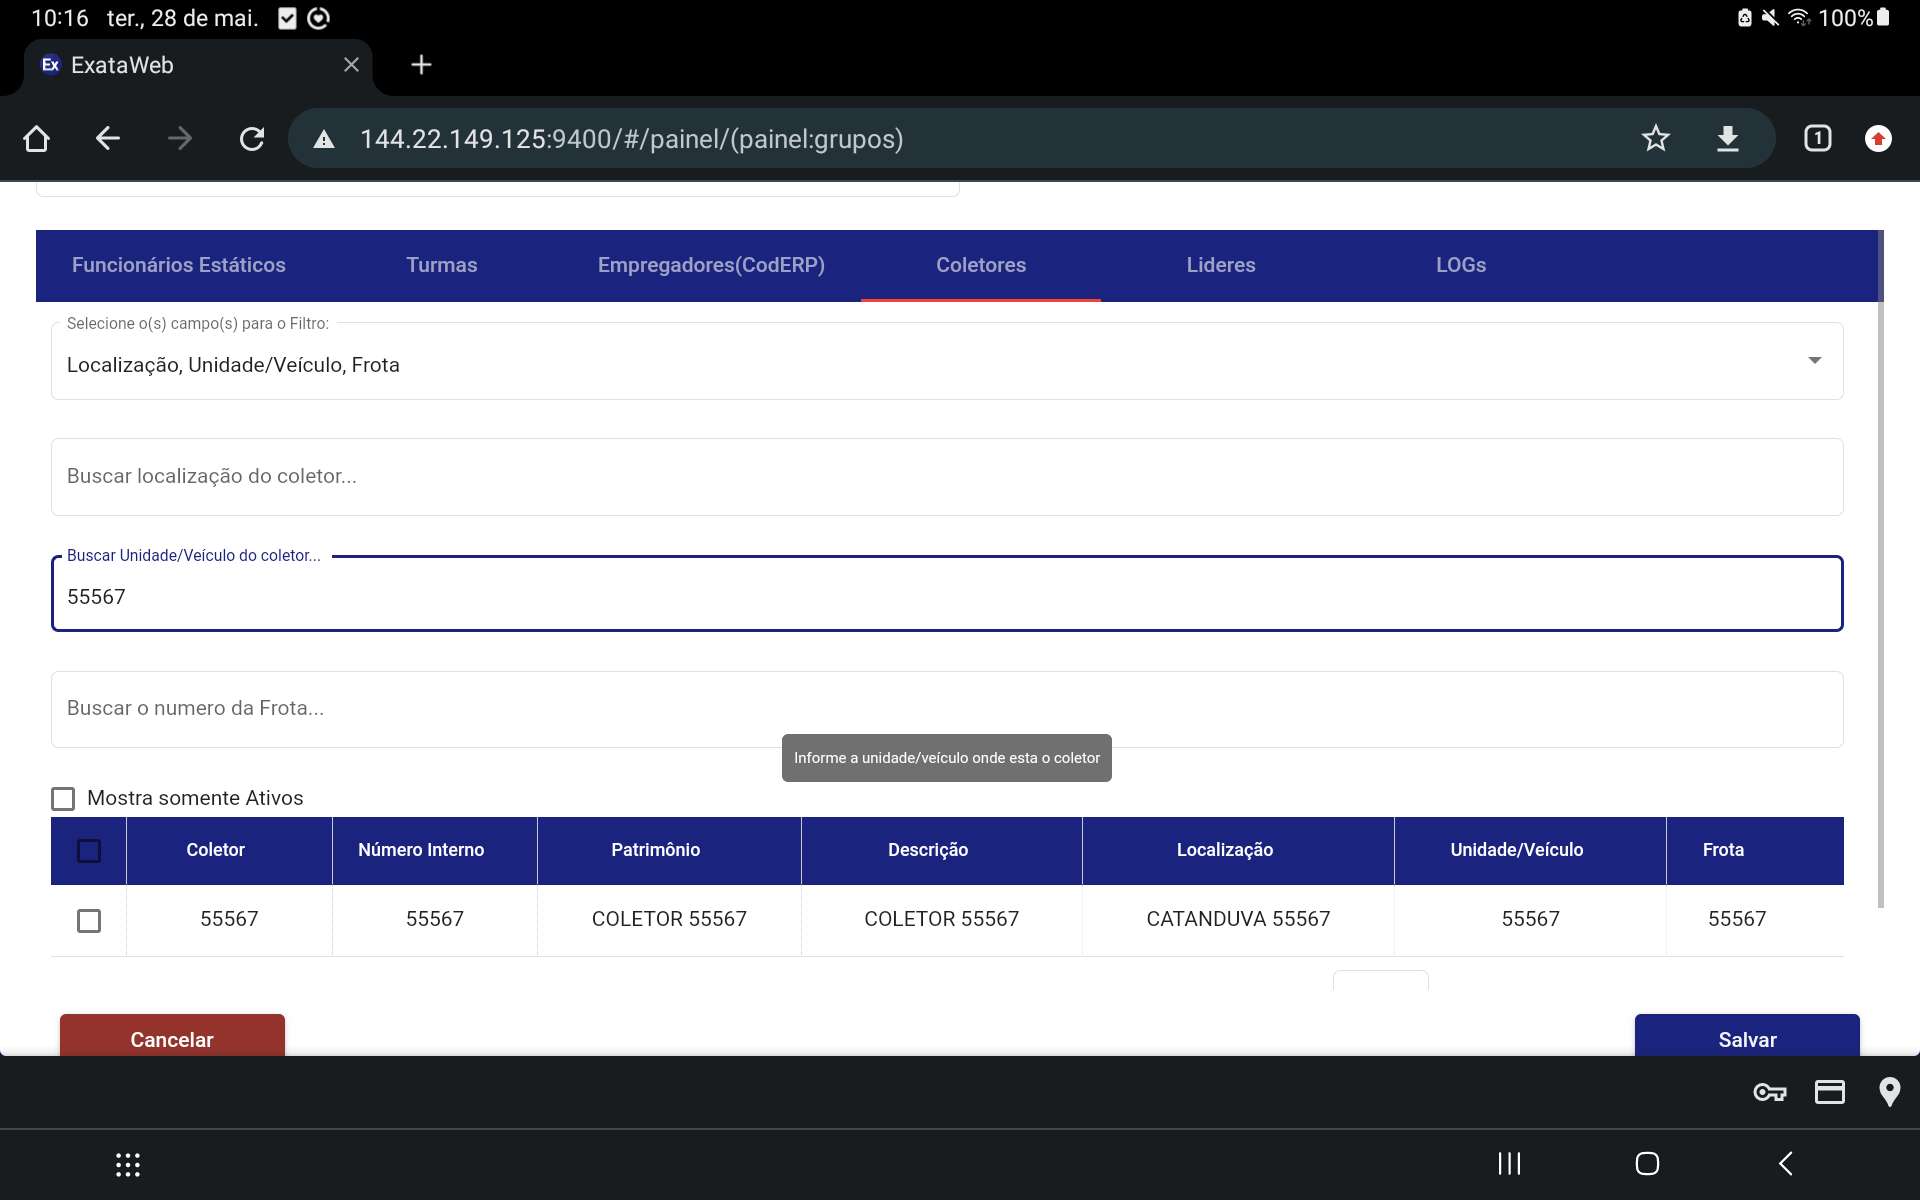 10:16 ter., 28 de mai. 100%
Ex ExataWeb
144.22.149.125:9400/#/painel/(painel:grupos) 1
Funcionários Estáticos Turmas Empregadores(CodERP) Coletores Lideres LOGs
Selecione o(s) campo(s) para o Filtro:
Localização, Unidade/Veículo, Frota
Buscar localização do coletor...
Buscar Unidade/Veículo do coletor...
55567
Buscar o numero da Frota...
Informe a unidade/veículo onde esta o coletor
Mostra somente Ativos
Coletor Número Interno Patrimônio Descrição Localização Unidade/Veículo Frota
55567 55567 COLETOR 55567 COLETOR 55567 CATANDUVA 55567 55567 55567
Cancelar Salvar